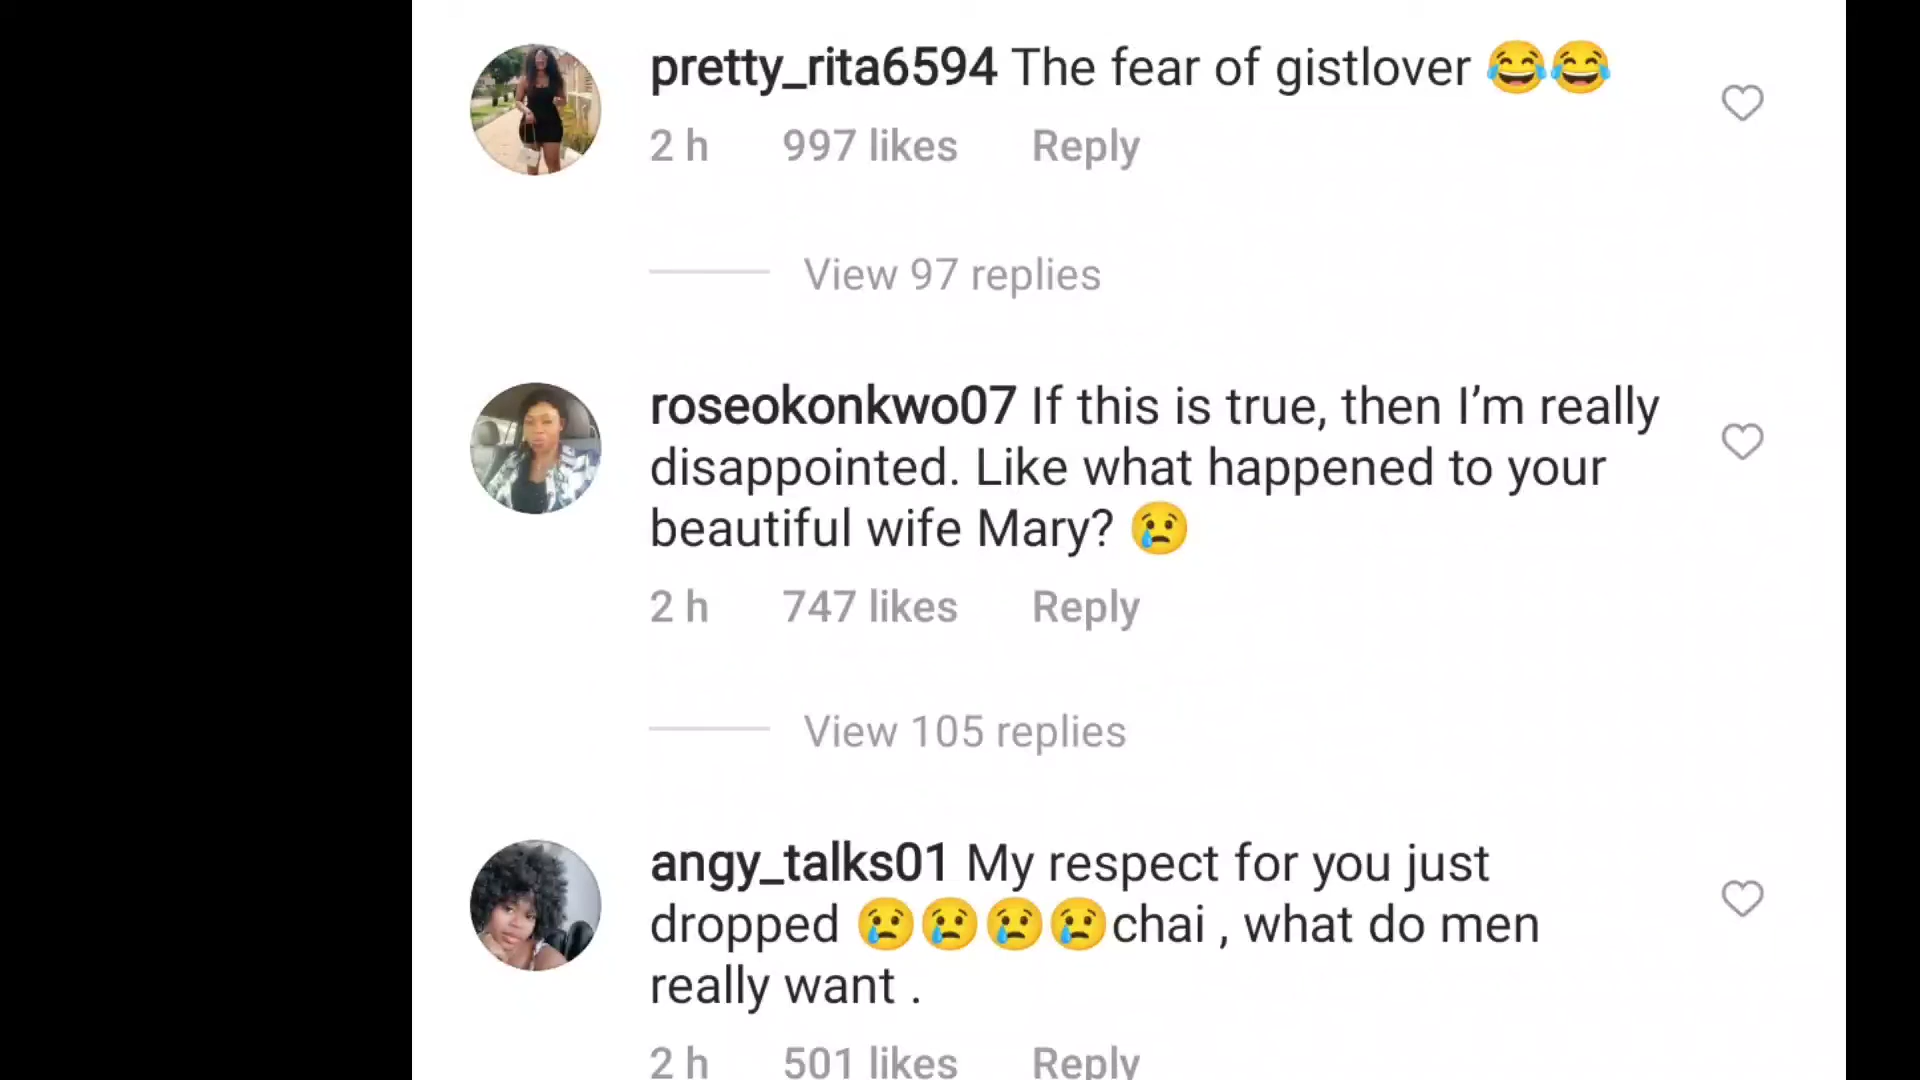 pretty_rita6594 The fear of gistlover 😂😂
2 h 997 likes Reply
View 97 replies
roseokonkwo07 If this is true, then I’m really
disappointed. Like what happened to your
beautiful wife Mary? 😢
2 h 747 likes Reply
View 105 replies
angy_talks01 My respect for you just
dropped 😢😢😢😢chai , what do men
really want .
2 h 501 likes Reply